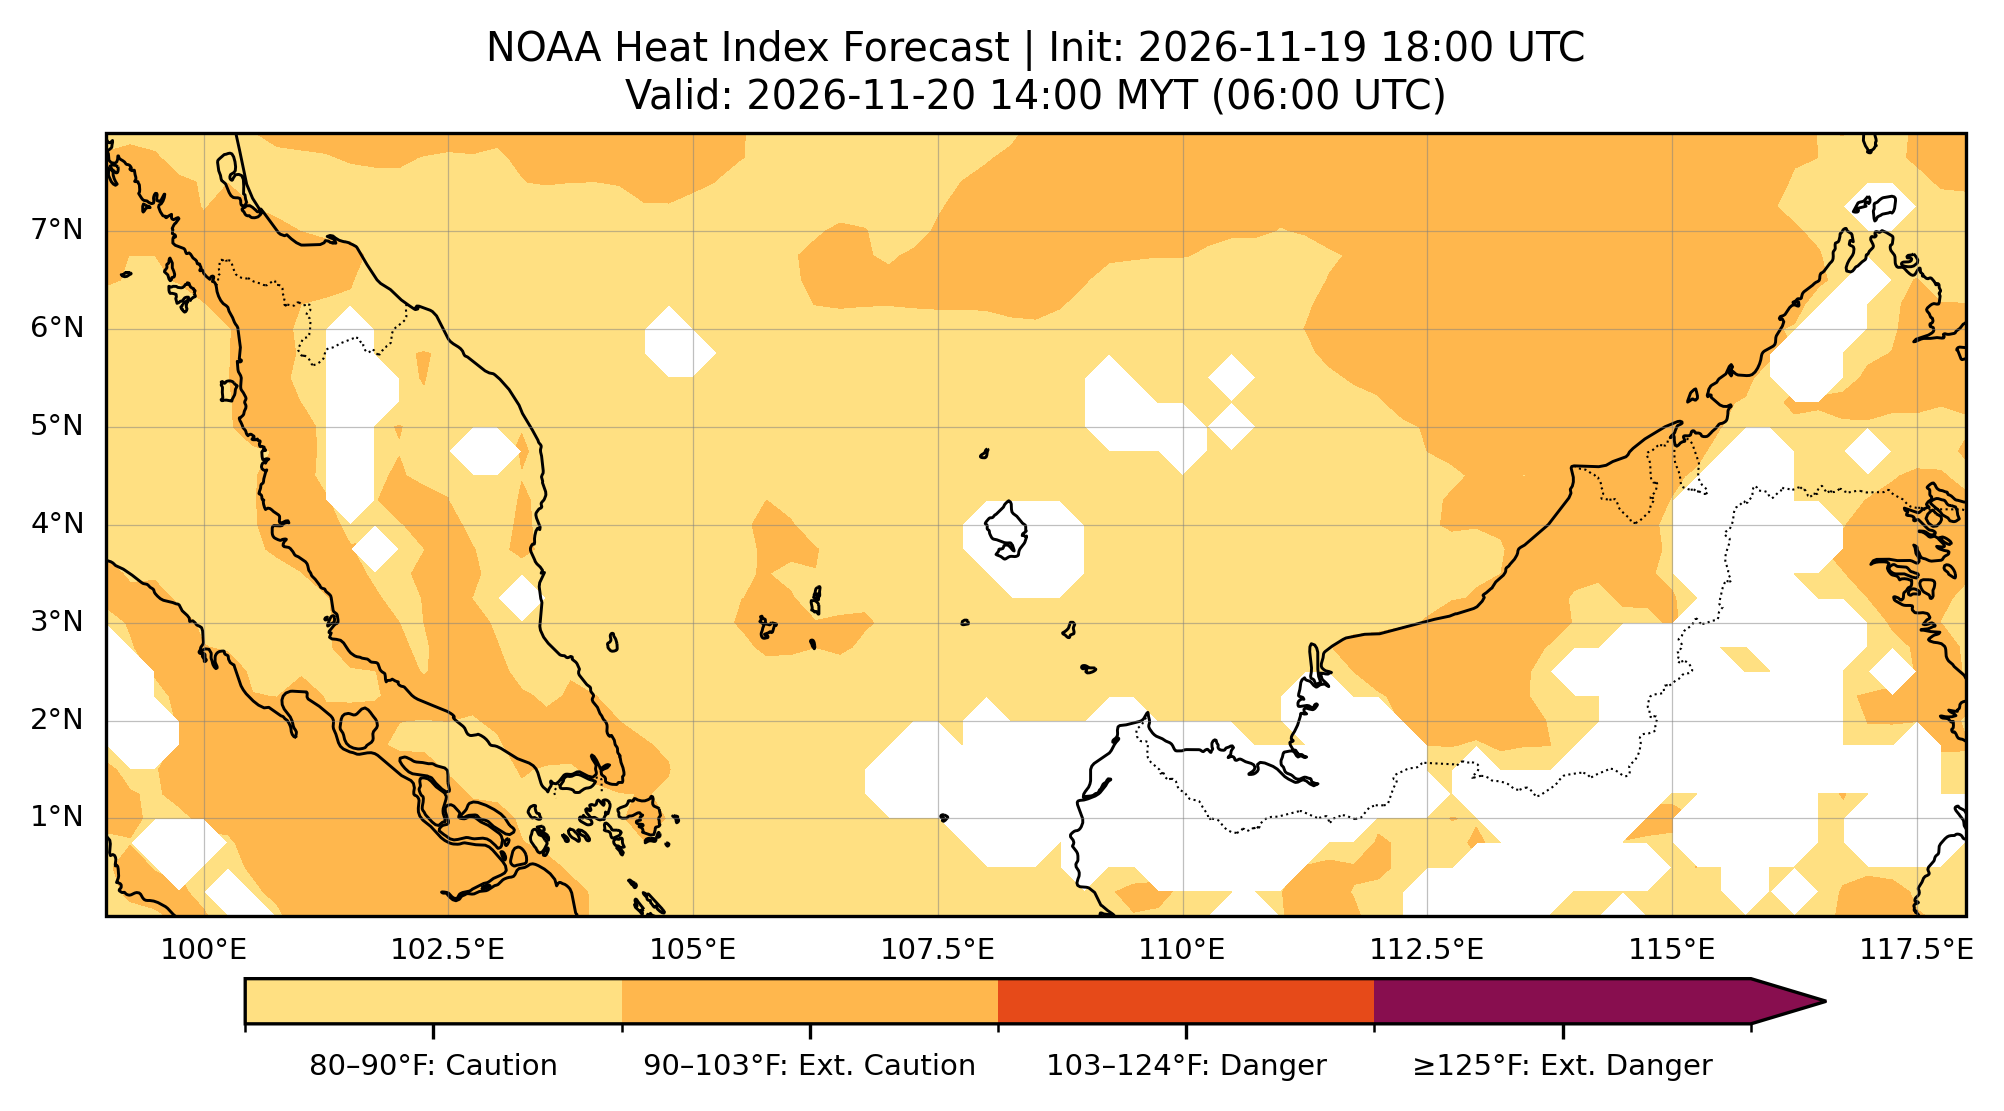 NOAA Heat Index Forecast | Init: 2026-11-19 18:00 UTC
Valid: 2026-11-20 14:00 MYT (06:00 UTC)
7°N
6°N
5°N
4°N
3°N
2°N
1°N
100°E 102.5°E 105°E 107.5°E 110°E 112.5°E 115°E 117.5°E
80–90°F: Caution 90–103°F: Ext. Caution 103–124°F: Danger ≥125°F: Ext. Danger